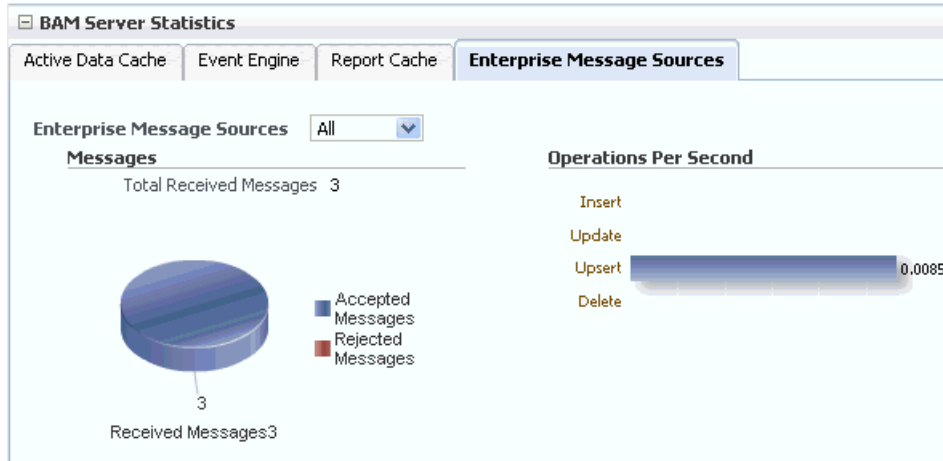 BAM Server Statistics
Active Data Cache Event Engine Report Cache Enterprise Message Sources
Enterprise Message Sources All
Messages
Total Received Messages 3
Accepted
Messages
Rejected
Messages
3
Received Messages3
Operations Per Second
Insert
Update
Upsert 0.0085
Delete